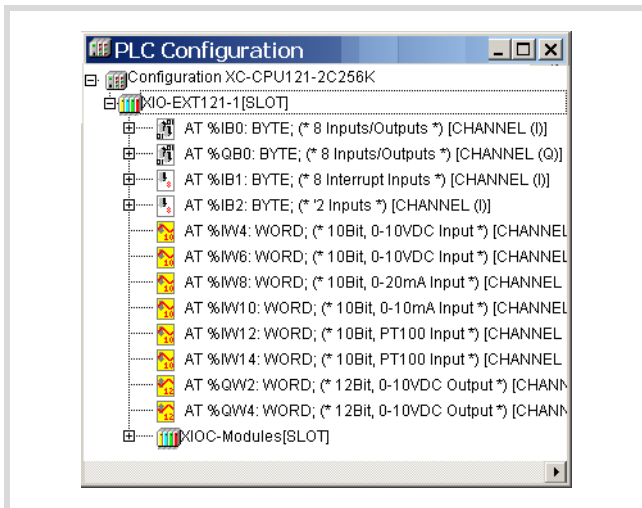 PLC Configuration
Configuration XC-CPU121-2C256K
XIO-EXT121-1[SLOT]
AT %IB0: BYTE; (* 8 Inputs/Outputs *) [CHANNEL (I)]
AT %QB0: BYTE; (* 8 Inputs/Outputs *) [CHANNEL (Q)]
AT %IB1: BYTE; (* 8 Interrupt Inputs *) [CHANNEL (I)]
AT %IB2: BYTE; (* '2 Inputs *) [CHANNEL (I)]
AT %IW4: WORD; (* 10Bit, 0-10VDC Input *) [CHANNEL
AT %IW6: WORD; (* 10Bit, 0-10VDC Input *) [CHANNEL
AT %IW8: WORD; (* 10Bit, 0-20mA Input *) [CHANNEL
AT %IW10: WORD; (* 10Bit, 0-10mA Input *) [CHANNEL
AT %IW12: WORD; (* 10Bit, PT100 Input *) [CHANNEL
AT %IW14: WORD; (* 10Bit, PT100 Input *) [CHANNEL
AT %QW2: WORD; (* 12Bit, 0-10VDC Output *) [CHANN
AT %QW4: WORD; (* 12Bit, 0-10VDC Output *) [CHANN
XIOC-Modules[SLOT]